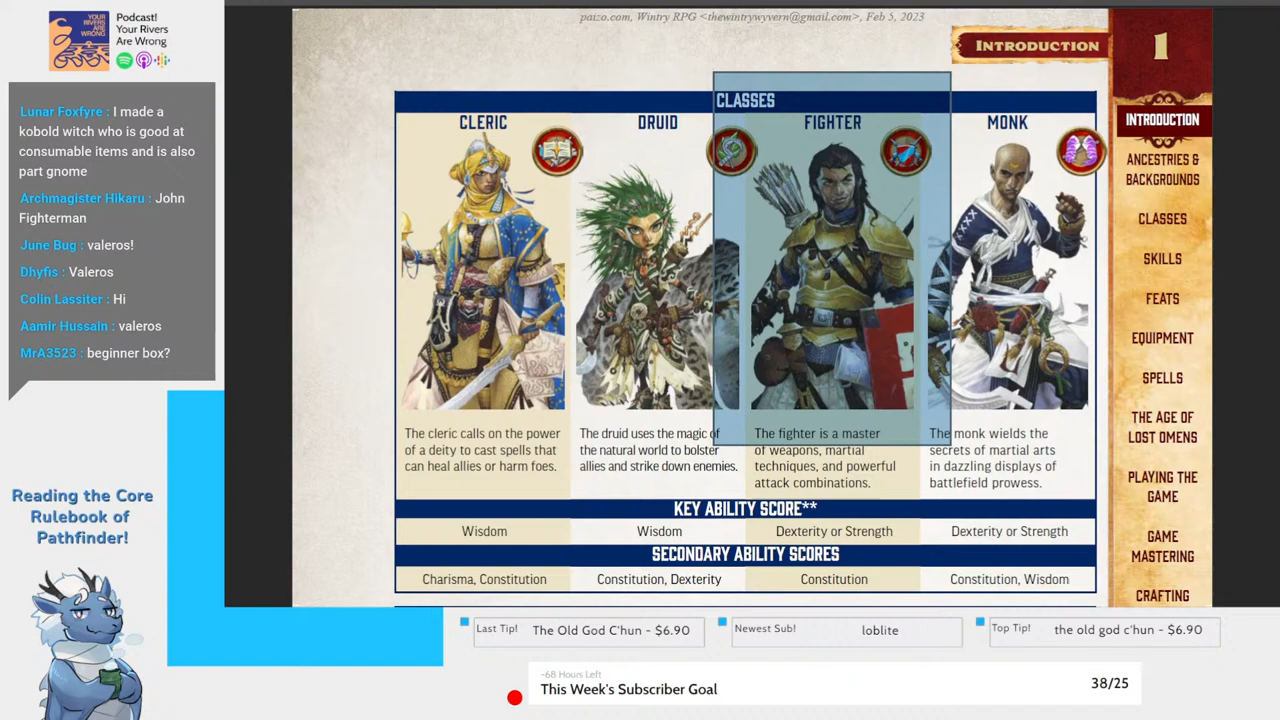 YOUR
RIVERS
ARE
WRONG
Podcast!
Your Rivers
Are Wrong
Lunar Foxfyre : I made a
kobold witch who is good at
consumable items and is also
part gnome
Archmagister Hikaru : John
Fighterman
June Bug : valeros!
Dhyfis : Valeros
Colin Lassiter : Hi
Aamir Hussain : valeros
MrA3523 : beginner box?
Reading the Core
Rulebook of
Pathfinder!
paizo.com, Wintry RPG <thewintrywyvern@gmail.com>, Feb 5, 2023
INTRODUCTION
1
CLASSES
CLERIC
DRUID
FIGHTER
MONK
The cleric calls on the power
of a deity to cast spells that
can heal allies or harm foes.
The druid uses the magic of
the natural world to bolster
allies and strike down enemies.
The fighter is a master
of weapons, martial
techniques, and powerful
attack combinations.
The monk wields the
secrets of martial arts
in dazzling displays of
battlefield prowess.
KEY ABILITY SCORE**
Wisdom
Wisdom
Dexterity or Strength
Dexterity or Strength
SECONDARY ABILITY SCORES
Charisma, Constitution
Constitution, Dexterity
Constitution
Constitution, Wisdom
INTRODUCTION
ANCESTRIES &
BACKGROUNDS
CLASSES
SKILLS
FEATS
EQUIPMENT
SPELLS
THE AGE OF
LOST OMENS
PLAYING THE
GAME
GAME
MASTERING
CRAFTING
Last Tip! The Old God C'hun - $6.90
Newest Sub! loblite
Top Tip! the old god c'hun - $6.90
-68 Hours Left
This Week's Subscriber Goal
38/25